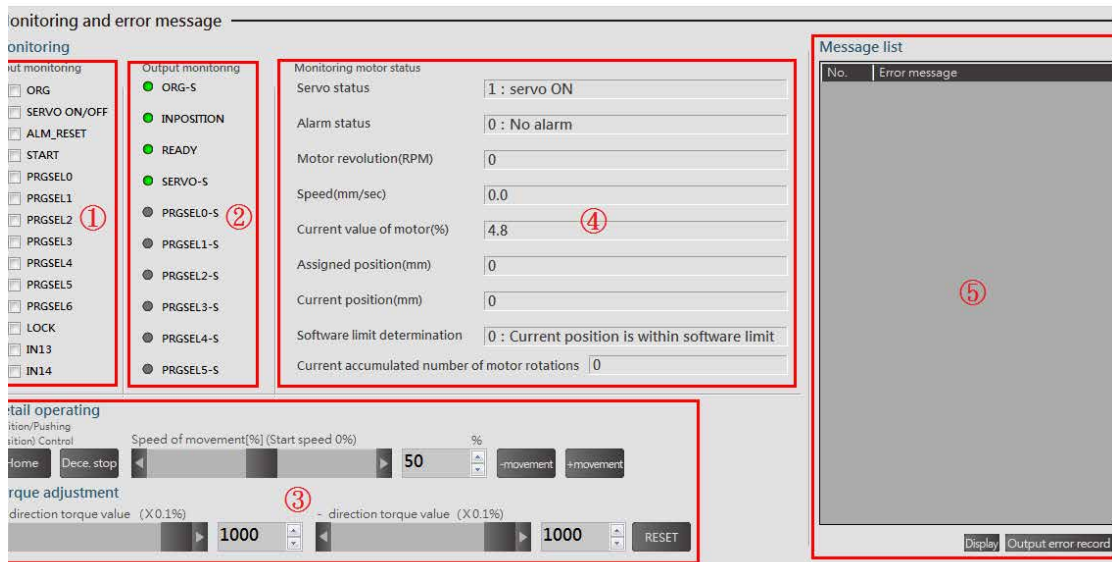 onitoring and error message
onitoring
Message list
ut monitoring
ORG
SERVO ON/OFF
ALM_RESET
START
PRGSEL0
PRGSEL1
PRGSEL2
PRGSEL3
PRGSEL4
PRGSEL5
PRGSEL6
LOCK
IN13
IN14
①
Output monitoring
ORG-S
INPOSITION
READY
SERVO-S
PRGSEL0-S
PRGSEL1-S
PRGSEL2-S
PRGSEL3-S
PRGSEL4-S
PRGSEL5-S
②
Monitoring motor status
Servo status 1 : servo ON
Alarm status 0 : No alarm
Motor revolution(RPM) 0
Speed(mm/sec) 0.0
Current value of motor(%) 4.8
Assigned position(mm) 0
Current position(mm) 0
Software limit determination 0 : Current position is within software limit
Current accumulated number of motor rotations 0
④
No. Error message
⑤
Display Output error record
etail operating
ition/Pushing
sition) Control Speed of movement[%] (Start speed 0%) %
Home Dece. stop 50 -movement +movement
rque adjustment
direction torque value (X0.1%) ③ - direction torque value (X0.1%)
1000 1000 RESET